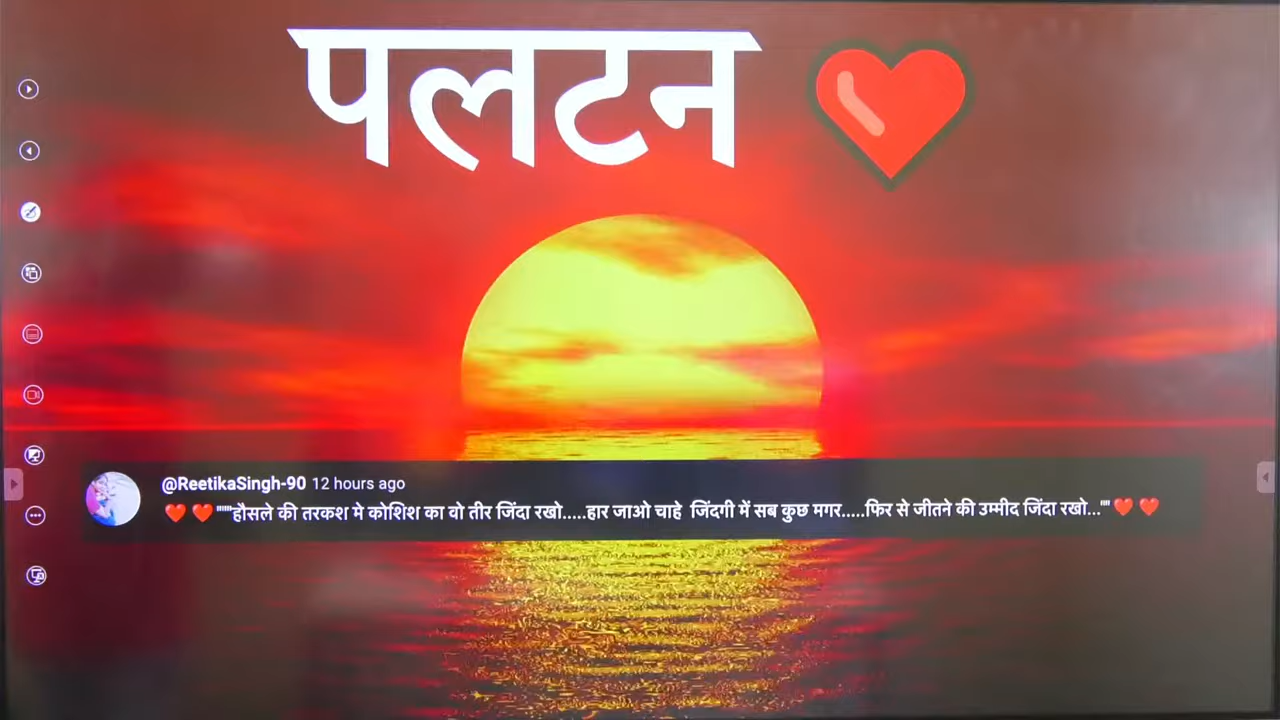 पलटन ❤️
@ReetikaSingh-90 12 hours ago
❤️ ❤️ """हौसले की तरकश मे कोशिश का वो तीर जिंदा रखो.....हार जाओ चाहे जिंदगी में सब कुछ मगर.....फिर से जीतने की उम्मीद जिंदा रखो..."" ❤️ ❤️